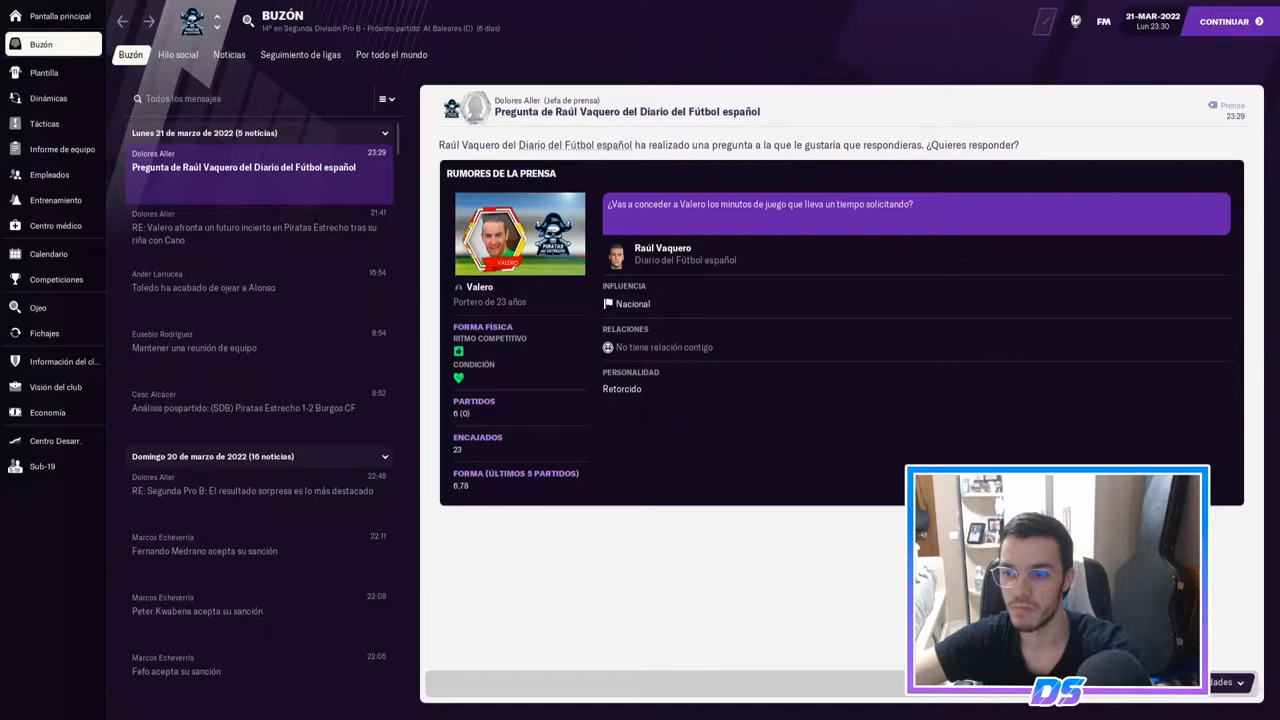 Pantalla principal
Buzón
Plantilla
Dinámicas
Tácticas
Informe de equipo
Empleados
Entrenamiento
Centro médico
Calendario
Competiciones
Ojeo
Fichajes
Información del cl...
Visión del club
Economía
Centro Desarr.
Sub-19
BUZÓN
14º en Segunda División Pro B - Próximo partido: At Baleares (C) (6 días)
FM
21-MAR-2022
Lun 23:30
CONTINUAR
Buzón
Hilo social
Noticias
Seguimiento de ligas
Por todo el mundo
Todos los mensajes
Lunes 21 de marzo de 2022 (5 noticias)
Dolores Aller 23:29
Pregunta de Raúl Vaquero del Diario del Fútbol español
Dolores Aller 21:41
RE: Valero afronta un futuro incierto en Piratas Estrecho tras su
riña con Cano
Ander Larrucea 16:54
Toledo ha acabado de ojear a Alonso
Eusebio Rodríguez 8:54
Mantener una reunión de equipo
Cesc Alcácer 8:52
Análisis pospartido: (SDB) Piratas Estrecho 1-2 Burgos CF
Domingo 20 de marzo de 2022 (16 noticias)
Dolores Aller 22:48
RE: Segunda Pro B: El resultado sorpresa es lo más destacado
Marcos Echeverría 22:11
Fernando Medrano acepta su sanción
Marcos Echeverría 22:08
Peter Kwabena acepta su sanción
Marcos Echeverría 22:05
Fefo acepta su sanción
Dolores Aller (Jefa de prensa)
Pregunta de Raúl Vaquero del Diario del Fútbol español
Prensa
23:29
Raúl Vaquero del Diario del Fútbol español ha realizado una pregunta a la que le gustaría que respondieras. ¿Quieres responder?
RUMORES DE LA PRENSA
VALERO
PIRATAS
Valero
Portero de 23 años
FORMA FÍSICA
RITMO COMPETITIVO
CONDICIÓN
PARTIDOS
6 (0)
ENCAJADOS
23
FORMA (ÚLTIMOS 5 PARTIDOS)
6,78
¿Vas a conceder a Valero los minutos de juego que lleva un tiempo solicitando?
Raúl Vaquero
Diario del Fútbol español
INFLUENCIA
Nacional
RELACIONES
No tiene relación contigo
PERSONALIDAD
Retorcido
dades
DS